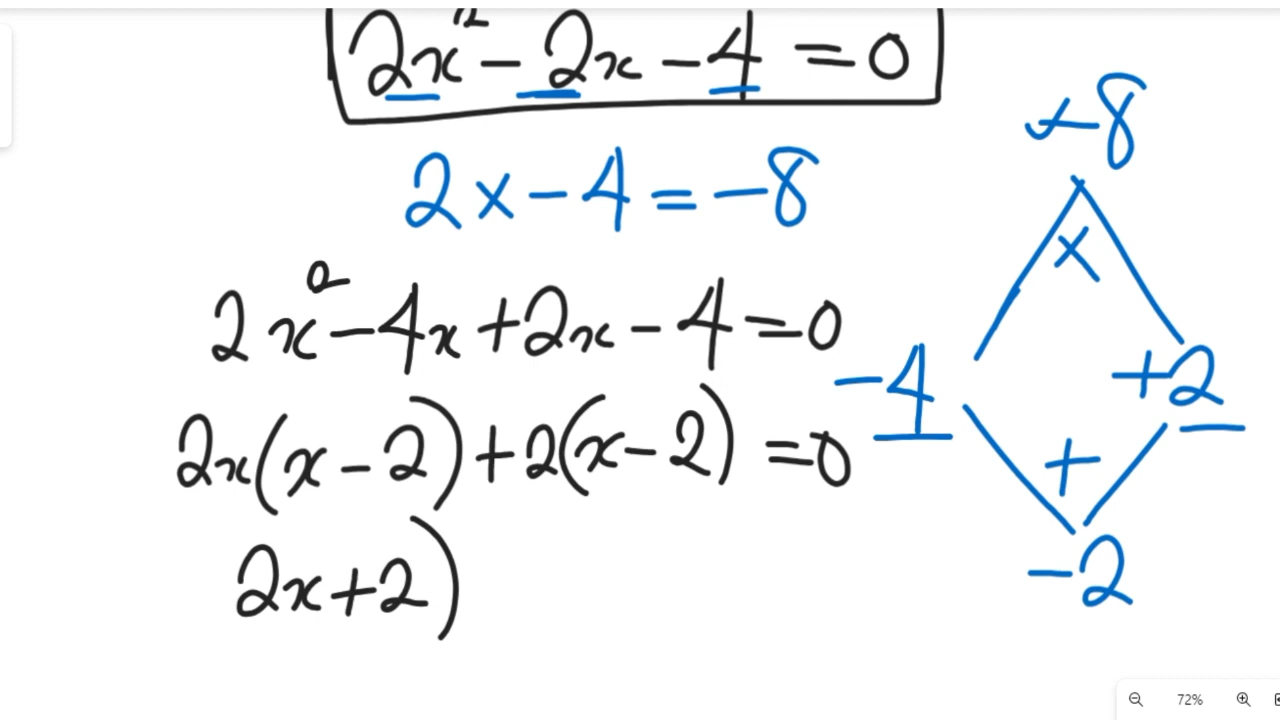 2x² - 2x - 4 = 0
2 x - 4 = - 8
-8
x
2x² - 4x + 2x - 4 = 0
-4
+2
2x(x - 2) + 2(x - 2) = 0
+
2x + 2)
-2
72%